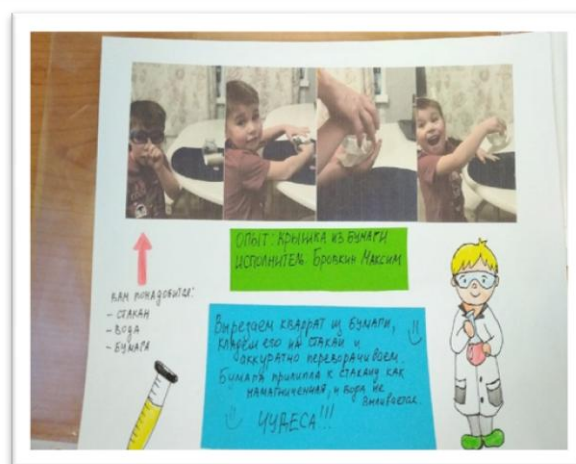 ОПЫТ: КРЫШКА ИЗ БУМАГИ
ИСПОЛНИТЕЛЬ: БРОВКИН МАКСИМ
ВАМ ПОНАДОБИТСЯ:
- СТАКАН
- ВОДА
- БУМАГА
Вырезаем квадрат из бумаги,
кладем его на стакан и
аккуратно переворачиваем.
Бумага прилипла к стакану как
намагниченная, и вода не
выливается.
ЧУДЕСА!!!